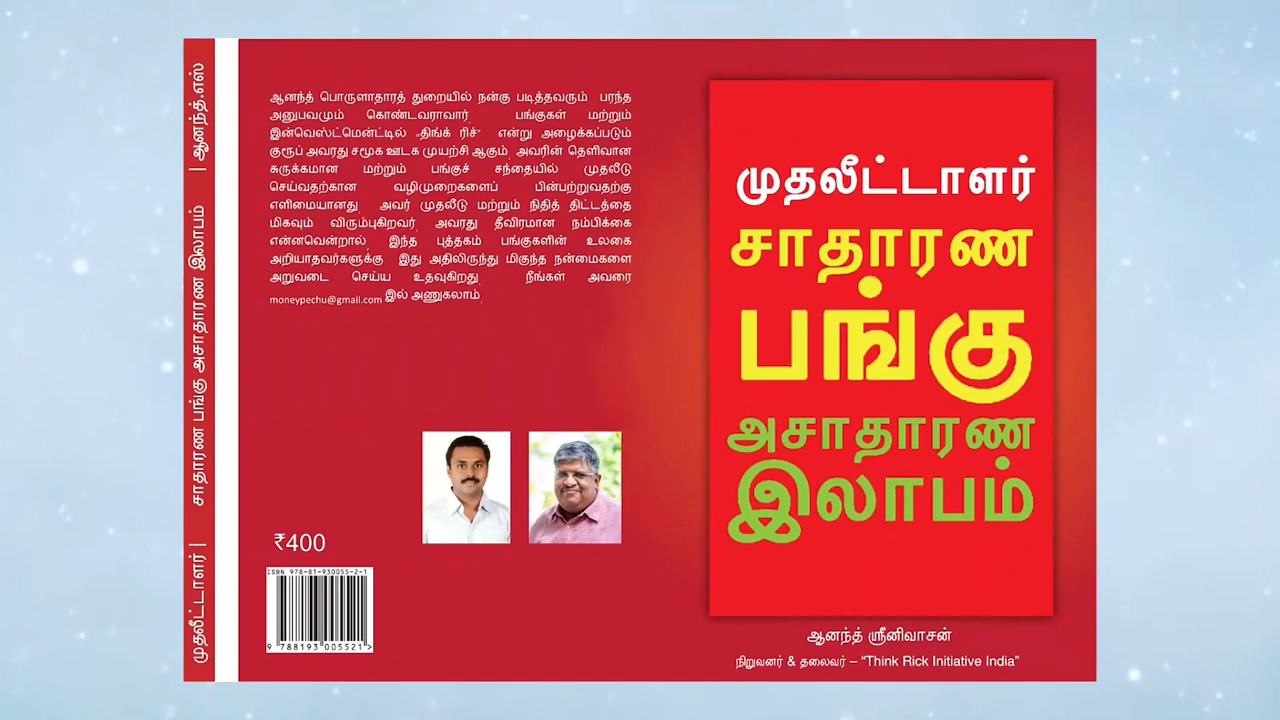 முதலீட்டாளர் | சாதாரண பங்கு அசாதாரண இலாபம் | ஆனந்த்.எஸ்
ஆனந்த் பொருளாதாரத் துறையில் நன்கு படித்தவரும் பரந்த
அனுபவமும் கொண்டவராவார். பங்குகள் மற்றும்
இன்வெஸ்ட்மென்ட்டில் “திங்க் ரிச்” என்று அழைக்கப்படும்
குரூப் அவரது சமூக ஊடக முயற்சி ஆகும். அவரின் தெளிவான
சுருக்கமான மற்றும் பங்குச் சந்தையில் முதலீடு
செய்வதற்கான வழிமுறைகளைப் பின்பற்றுவதற்கு
எளிமையானது. அவர் முதலீடு மற்றும் நிதித் திட்டத்தை
மிகவும் விரும்புகிறவர். அவரது தீவிரமான நம்பிக்கை
என்னவென்றால், இந்த புத்தகம் பங்குகளின் உலகை
அறியாதவர்களுக்கு இது அதிலிருந்து மிகுந்த நன்மைகளை
அறுவடை செய்ய உதவுகிறது. நீங்கள் அவரை
moneypechu@gmail.com இல் அணுகலாம்.
₹400
ISBN 978-81-930055-2-1
9 788193 005521>
முதலீட்டாளர்
சாதாரண
பங்கு
அசாதாரண
இலாபம்
ஆனந்த் ஸ்ரீனிவாசன்
நிறுவனர் & தலைவர் – “Think Rick Initiative India”